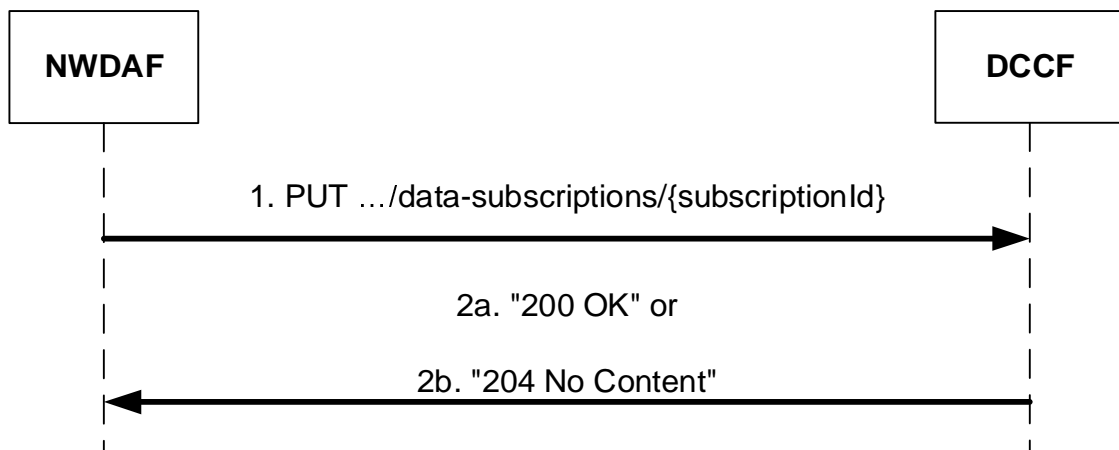 NWDAF
DCCF
1. PUT …/data-subscriptions/{subscriptionId}
2a. "200 OK" or
2b. "204 No Content"